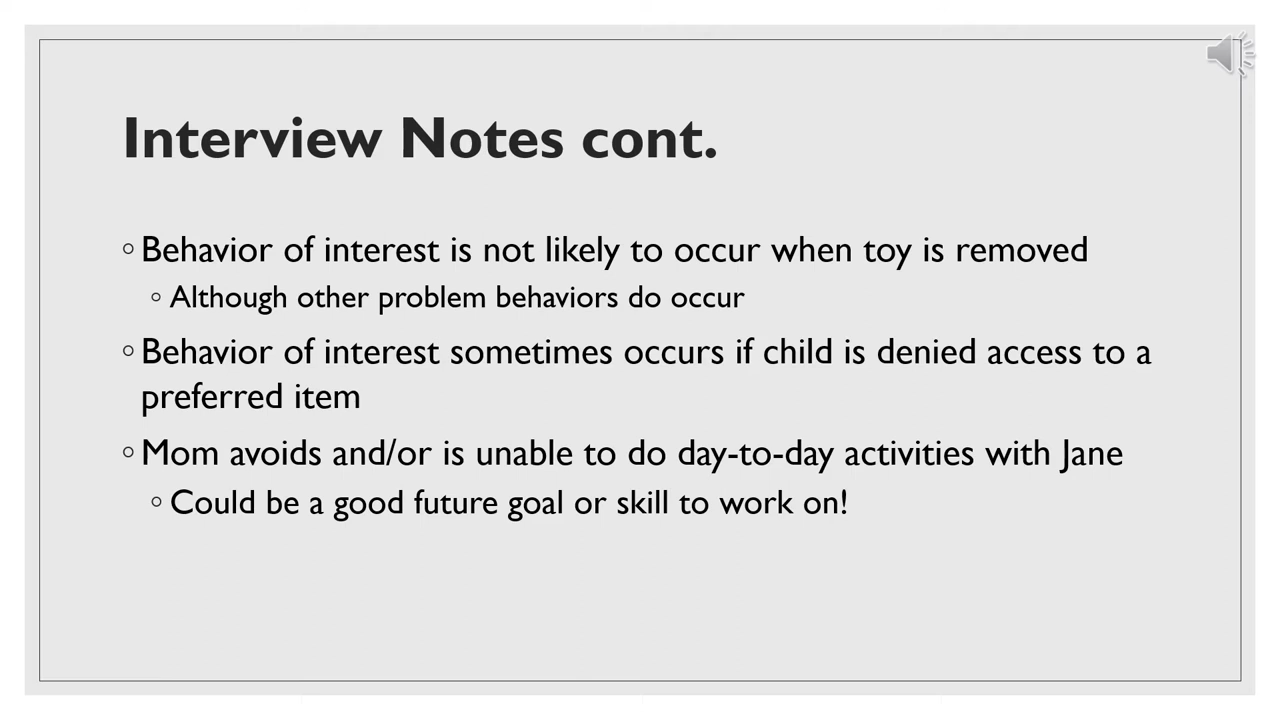 Interview Notes cont.
◦Behavior of interest is not likely to occur when toy is removed
◦Although other problem behaviors do occur
◦Behavior of interest sometimes occurs if child is denied access to a
preferred item
◦Mom avoids and/or is unable to do day-to-day activities with Jane
◦Could be a good future goal or skill to work on!